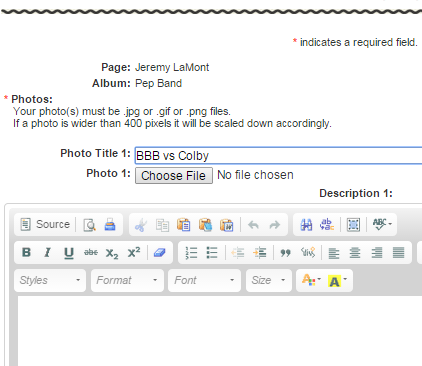 * indicates a required field.
Page: Jeremy LaMont
Album: Pep Band
* Photos:
Your photo(s) must be .jpg or .gif or .png files.
If a photo is wider than 400 pixels it will be scaled down accordingly.
Photo Title 1: BBB vs Colby
Photo 1: Choose File No file chosen
Description 1:
Source ABC
B I U abc X₂ X²
Styles Format Font Size A A